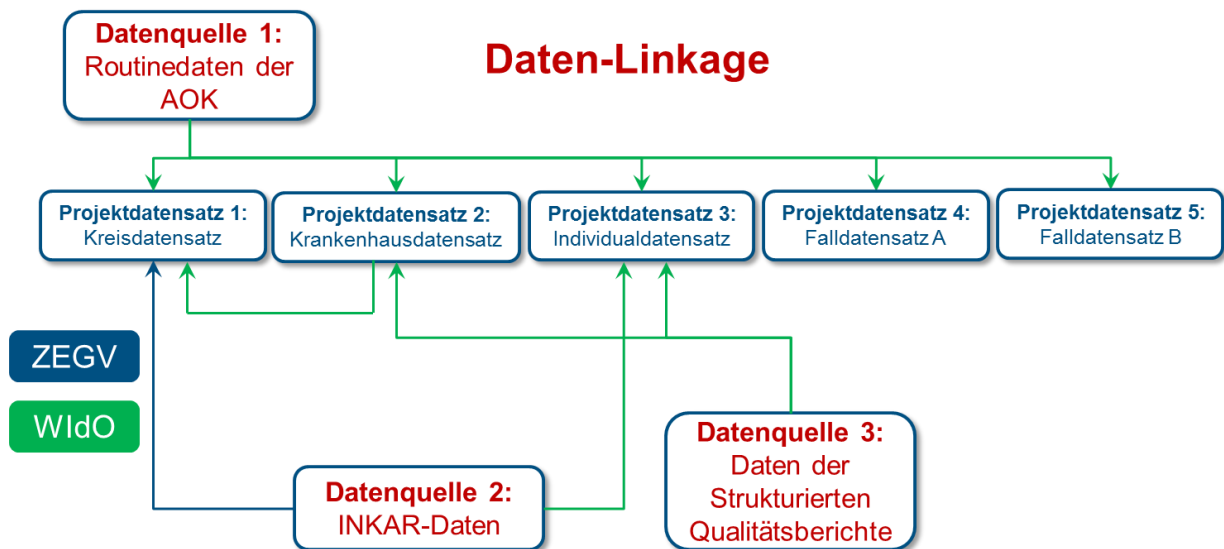 Datenquelle 1:
Routinedaten der
AOK
Daten-Linkage
Projektdatensatz 1:
Kreisdatensatz
Projektdatensatz 2:
Krankenhausdatensatz
Projektdatensatz 3:
Individualdatensatz
Projektdatensatz 4:
Falldatensatz A
Projektdatensatz 5:
Falldatensatz B
ZEGV
WIdO
Datenquelle 2:
INKAR-Daten
Datenquelle 3:
Daten der
Strukturierten
Qualitätsberichte